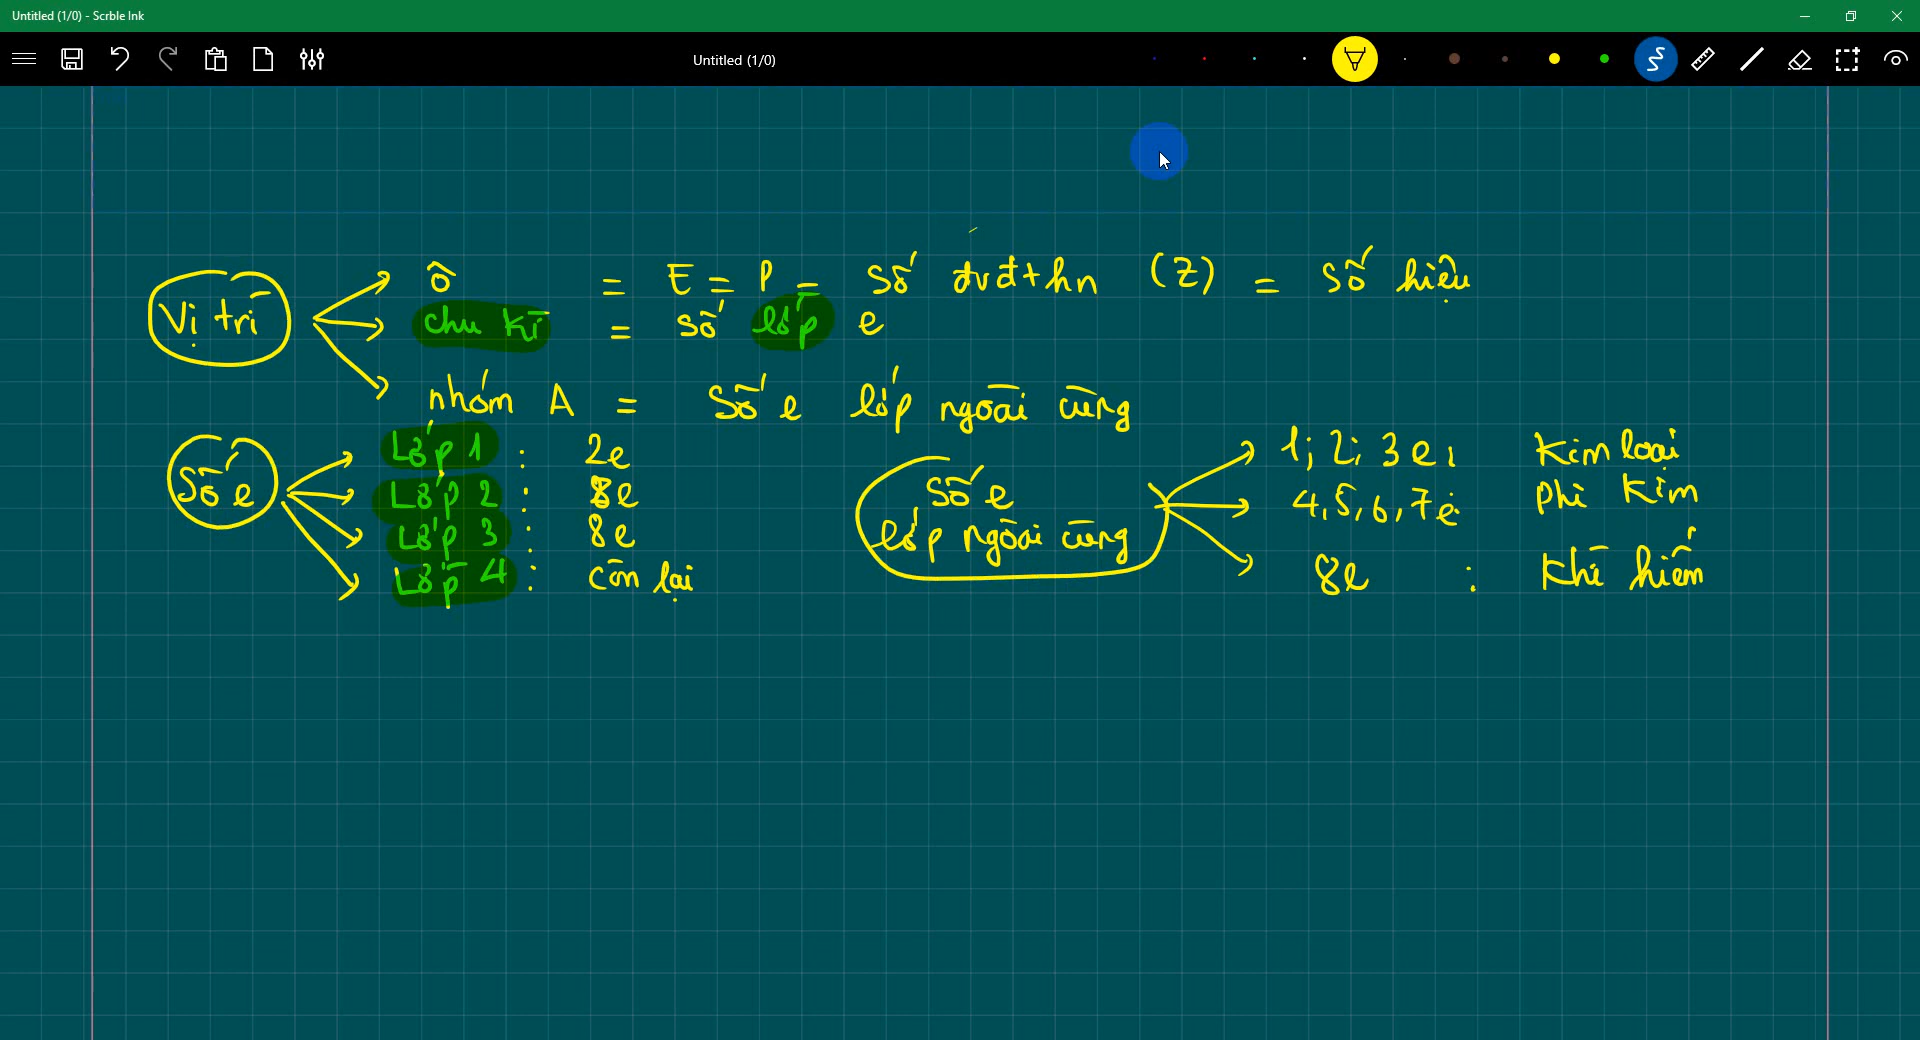 Untitled (1/0) - Scrble Ink
Untitled (1/0)
Vị trí
ô = E = P = Số đvđthn (Z) = Số hiệu
chu kì = Số lớp e
nhóm A = Số e lớp ngoài cùng
Số e
Lớp 1 : 2e
Lớp 2 : 8e
Lớp 3 : 8e
Lớp 4 : còn lại
Số e
lớp ngoài cùng
1; 2; 3 e : Kim loại
4, 5, 6, 7 e : Phi kim
8e : Khí hiếm